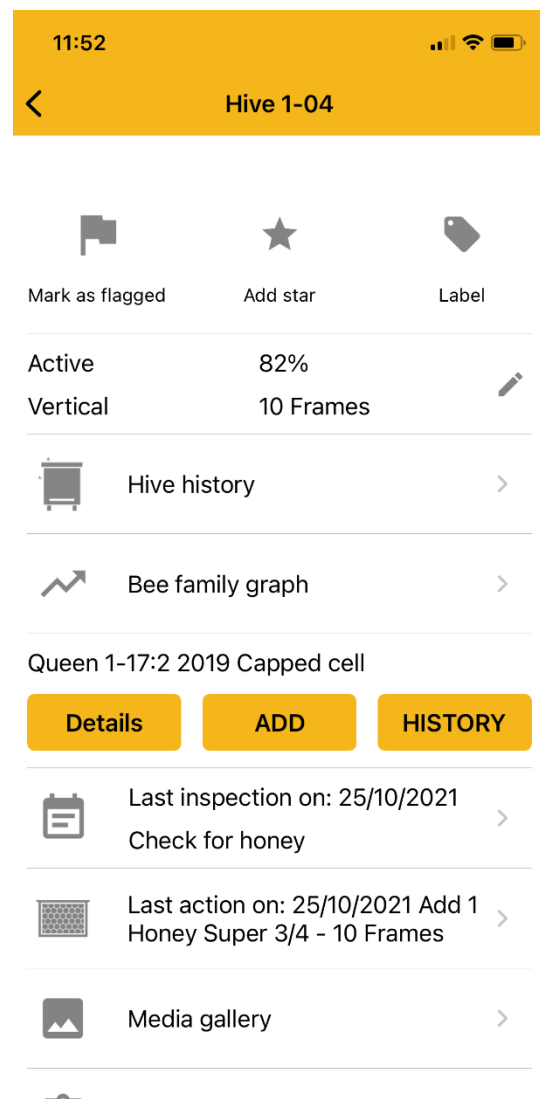 11:52
Hive 1-04
Mark as flagged
Add star
Label
Active
82%
Vertical
10 Frames
Hive history
Bee family graph
Queen 1-17:2 2019 Capped cell
Details
ADD
HISTORY
Last inspection on: 25/10/2021
Check for honey
Last action on: 25/10/2021 Add 1
Honey Super 3/4 - 10 Frames
Media gallery